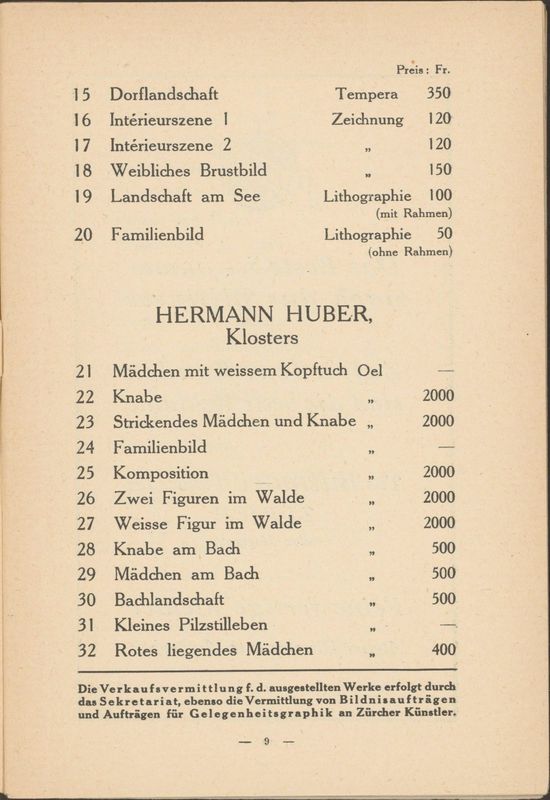 Preis: Fr.
15 Dorflandschaft Tempera 350
16 Intérieurszene 1 Zeichnung 120
17 Intérieurszene 2 „ 120
18 Weibliches Brustbild „ 150
19 Landschaft am See Lithographie 100
(mit Rahmen)
20 Familienbild Lithographie 50
(ohne Rahmen)
HERMANN HUBER,
Klosters
21 Mädchen mit weissem Kopftuch Oel —
22 Knabe „ 2000
23 Strickendes Mädchen und Knabe „ 2000
24 Familienbild „ —
25 Komposition „ 2000
26 Zwei Figuren im Walde „ 2000
27 Weisse Figur im Walde „ 2000
28 Knabe am Bach „ 500
29 Mädchen am Bach „ 500
30 Bachlandschaft „ 500
31 Kleines Pilzstilleben „ —
32 Rotes liegendes Mädchen „ 400
Die Verkaufsvermittlung f. d. ausgestellten Werke erfolgt durch
das Sekretariat, ebenso die Vermittlung von Bildnisaufträgen
und Aufträgen für Gelegenheitsgraphik an Zürcher Künstler.
— 9 —